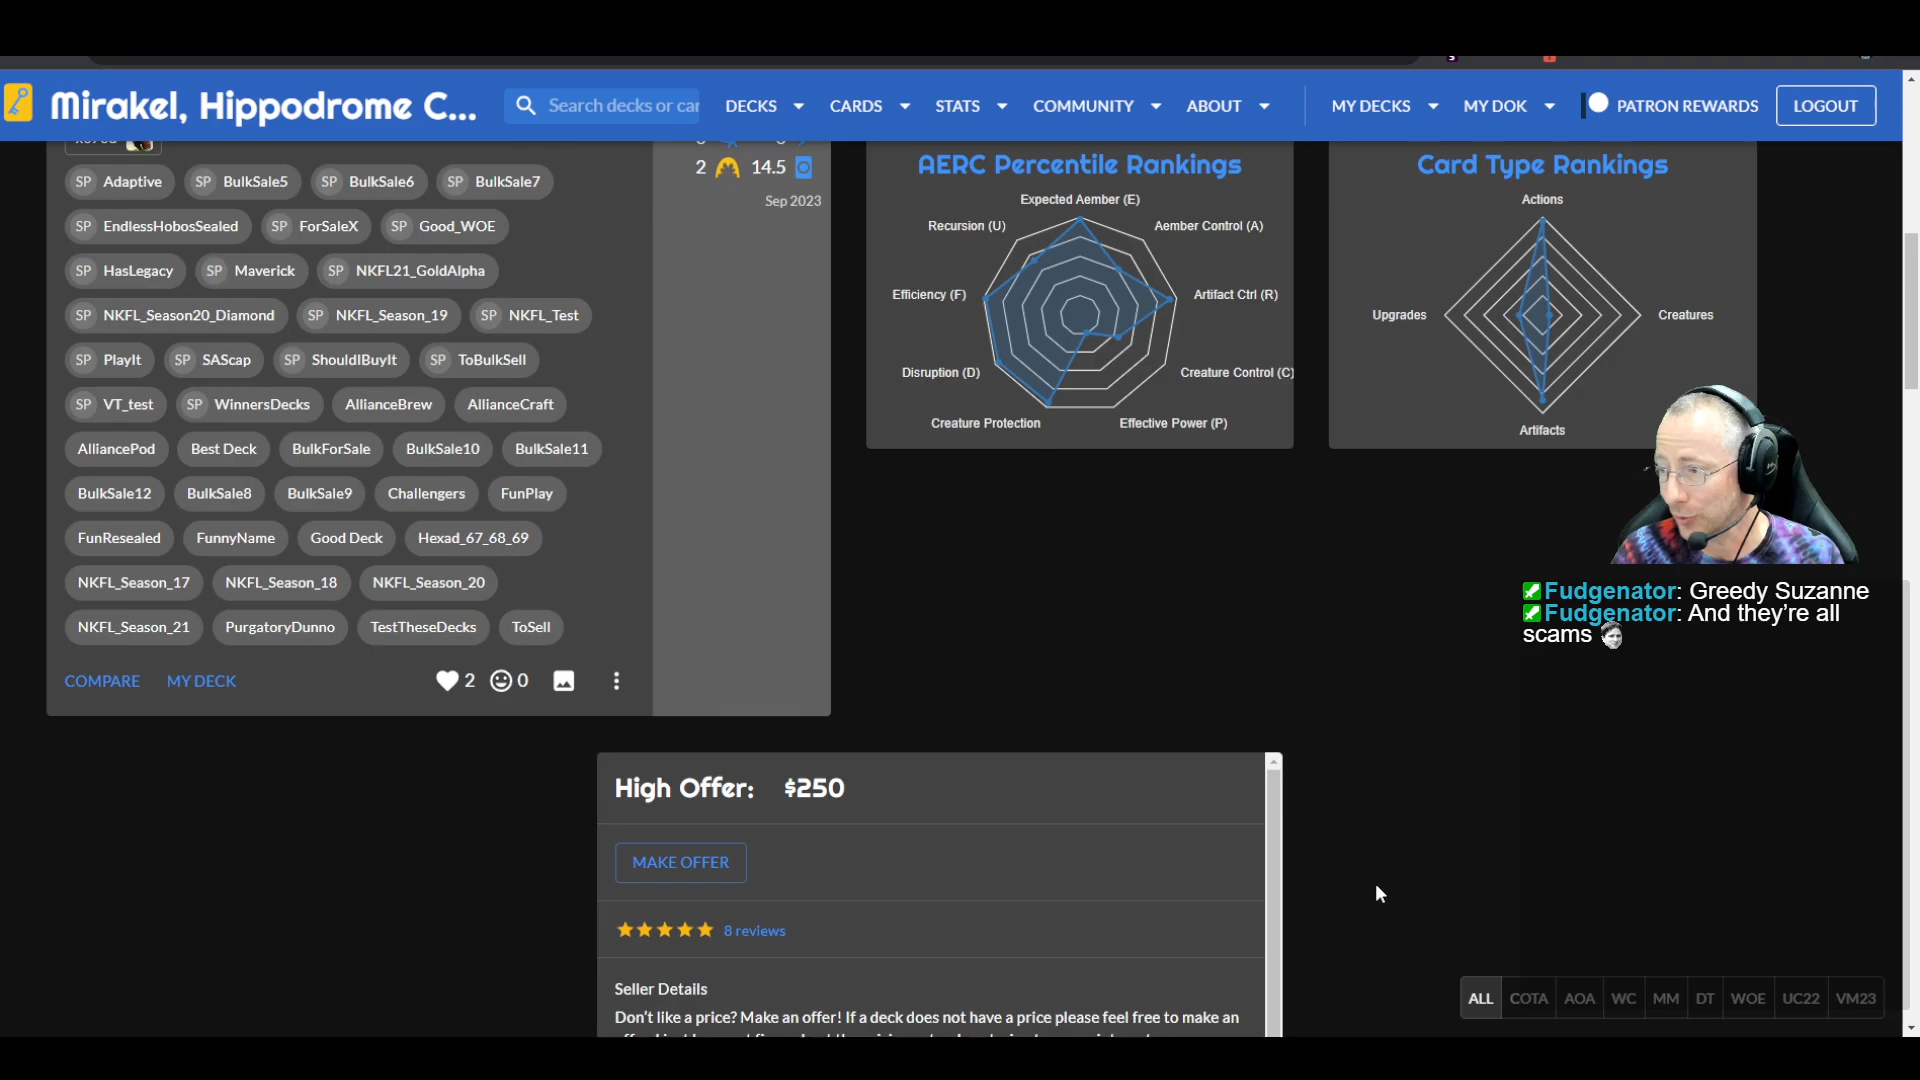 Mirakel, Hippodrome C...
Search decks or car
DECKS CARDS STATS COMMUNITY ABOUT MY DECKS MY DOK PATRON REWARDS LOGOUT
SP Adaptive SP BulkSale5 SP BulkSale6 SP BulkSale7
SP EndlessHobosSealed SP ForSaleX SP Good_WOE
SP HasLegacy SP Maverick SP NKFL21_GoldAlpha
SP NKFL_Season20_Diamond SP NKFL_Season_19 SP NKFL_Test
SP PlayIt SP SAScap SP ShouldIBuyIt SP ToBulkSell
SP VT_test SP WinnersDecks AllianceBrew AllianceCraft
AlliancePod Best Deck BulkForSale BulkSale10 BulkSale11
BulkSale12 BulkSale8 BulkSale9 Challengers FunPlay
FunResealed FunnyName Good Deck Hexad_67_68_69
NKFL_Season_17 NKFL_Season_18 NKFL_Season_20
NKFL_Season_21 PurgatoryDunno TestTheseDecks ToSell
COMPARE MY DECK 2 0
2 14.5
Sep 2023
AERC Percentile Rankings
Expected Aember (E)
Recursion (U) Aember Control (A)
Efficiency (F) Artifact Ctrl (R)
Disruption (D) Creature Control (C)
Creature Protection Effective Power (P)
Card Type Rankings
Actions
Upgrades Creatures
Artifacts
Fudgenator: Greedy Suzanne
Fudgenator: And they're all
scams
High Offer: $250
MAKE OFFER
8 reviews
Seller Details
Don't like a price? Make an offer! If a deck does not have a price please feel free to make an
ALL COTA AOA WC MM DT WOE UC22 VM23